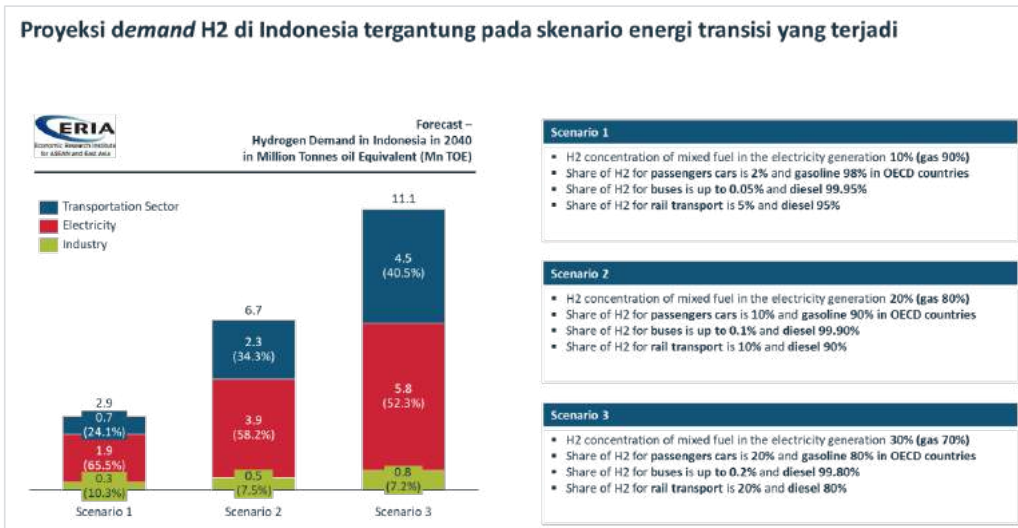 Proyeksi demand H2 di Indonesia tergantung pada skenario energi transisi yang terjadi
ERIA
Economic Research Institute
for ASEAN and East Asia
Forecast –
Hydrogen Demand in Indonesia in 2040
in Million Tonnes oil Equivalent (Mn TOE)
Transportation Sector
Electricity
Industry
2.9
0.7
(24.1%)
1.9
(65.5%)
0.3
(10.3%)
Scenario 1
6.7
2.3
(34.3%)
3.9
(58.2%)
0.5
(7.5%)
Scenario 2
11.1
4.5
(40.5%)
5.8
(52.3%)
0.8
(7.2%)
Scenario 3
Scenario 1
▪ H2 concentration of mixed fuel in the electricity generation 10% (gas 90%)
▪ Share of H2 for passengers cars is 2% and gasoline 98% in OECD countries
▪ Share of H2 for buses is up to 0.05% and diesel 99.95%
▪ Share of H2 for rail transport is 5% and diesel 95%
Scenario 2
▪ H2 concentration of mixed fuel in the electricity generation 20% (gas 80%)
▪ Share of H2 for passengers cars is 10% and gasoline 90% in OECD countries
▪ Share of H2 for buses is up to 0.1% and diesel 99.90%
▪ Share of H2 for rail transport is 10% and diesel 90%
Scenario 3
▪ H2 concentration of mixed fuel in the electricity generation 30% (gas 70%)
▪ Share of H2 for passengers cars is 20% and gasoline 80% in OECD countries
▪ Share of H2 for buses is up to 0.2% and diesel 99.80%
▪ Share of H2 for rail transport is 20% and diesel 80%